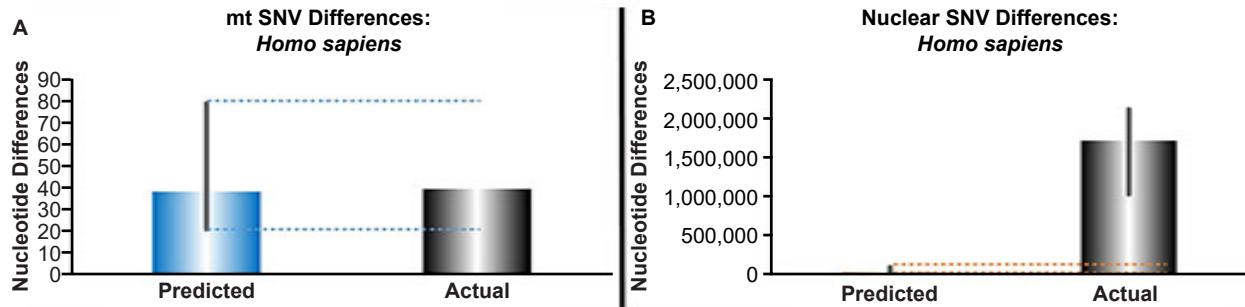 A
mt SNV Differences:
Homo sapiens
Nucleotide Differences
90
80
70
60
50
40
30
20
10
0
Predicted
Actual
B
Nuclear SNV Differences:
Homo sapiens
Nucleotide Differences
2,500,000
2,000,000
1,500,000
1,000,000
500,000
0
Predicted
Actual